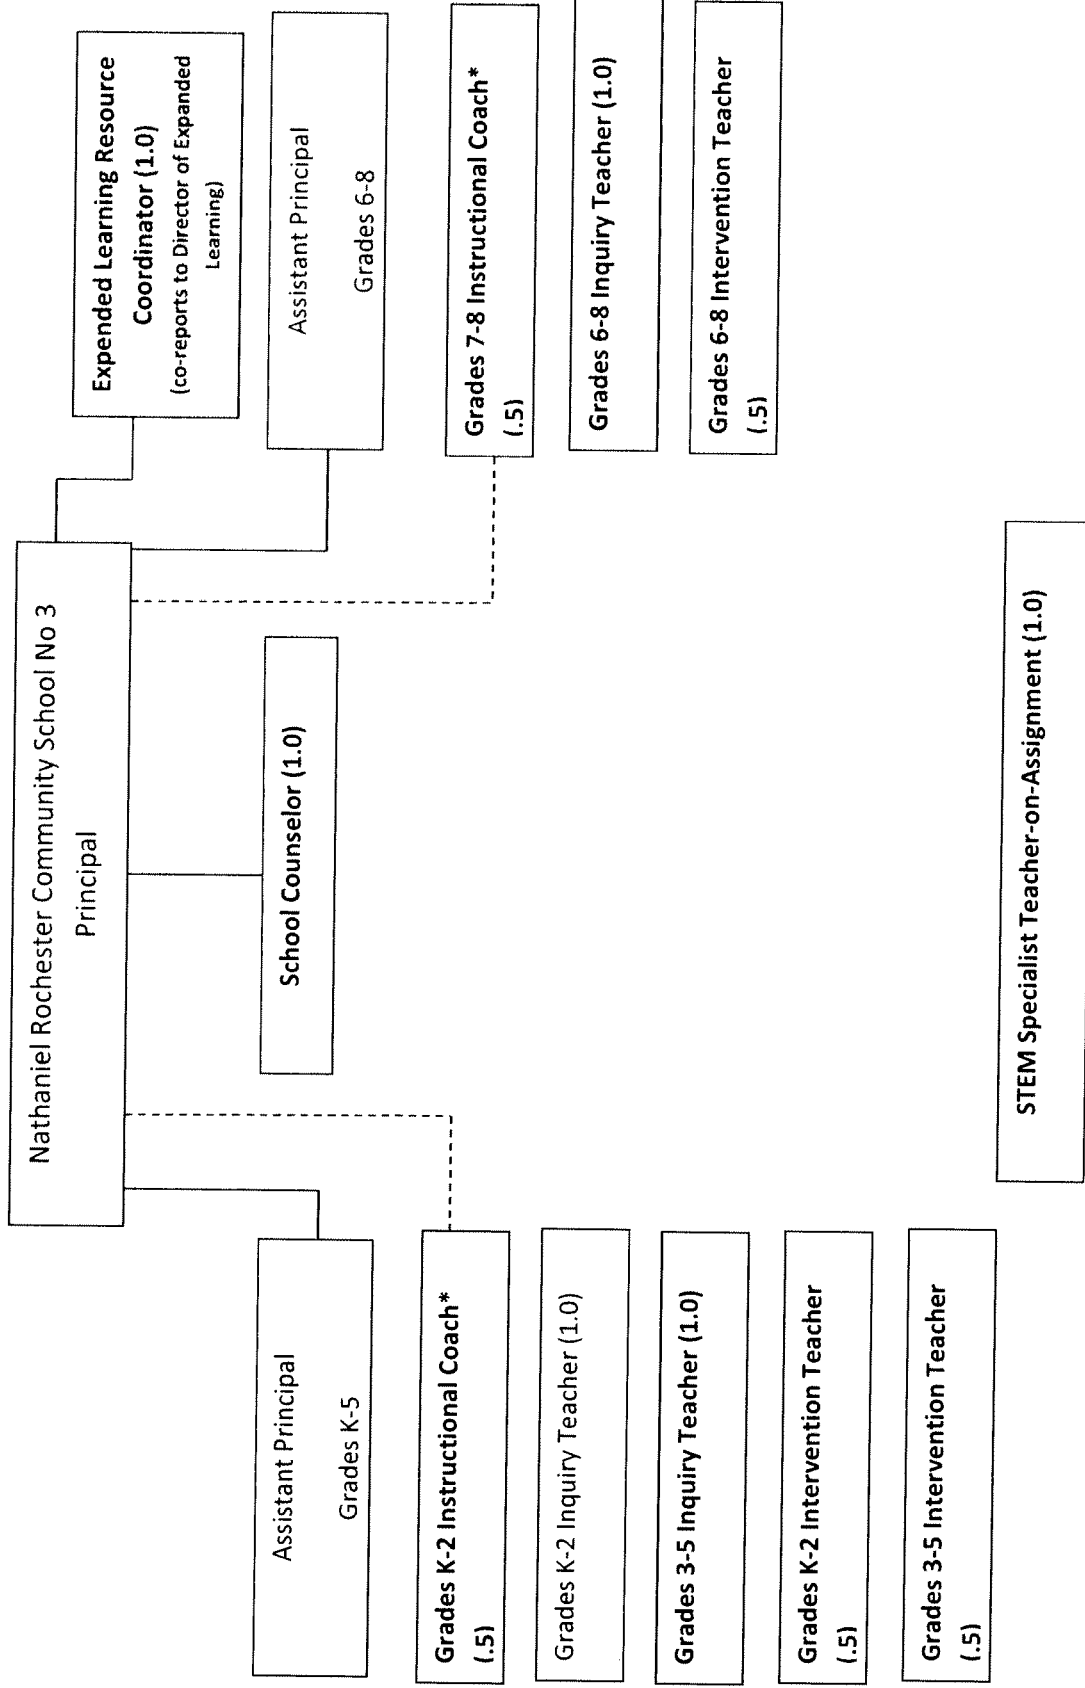 Nathaniel Rochester Community School No 3
Principal
Expended Learning Resource
Coordinator (1.0)
(co-reports to Director of Expanded
Learning)
Assistant Principal
Grades K-5
School Counselor (1.0)
Assistant Principal
Grades 6-8
Grades K-2 Instructional Coach*
(.5)
Grades K-2 Inquiry Teacher (1.0)
Grades 3-5 Inquiry Teacher (1.0)
Grades K-2 Intervention Teacher
(.5)
Grades 3-5 Intervention Teacher
(.5)
Grades 7-8 Instructional Coach*
(.5)
Grades 6-8 Inquiry Teacher (1.0)
Grades 6-8 Intervention Teacher
(.5)
STEM Specialist Teacher-on-Assignment (1.0)